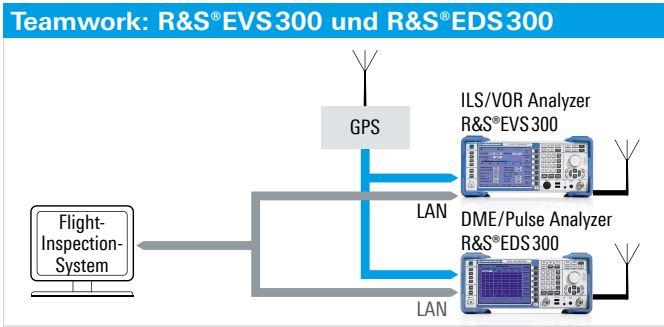 Teamwork: R&S®EVS300 und R&S®EDS300
GPS
ILS/VOR Analyzer
R&S®EVS300
LAN
DME/Pulse Analyzer
R&S®EDS300
LAN
Flight-
Inspection-
System